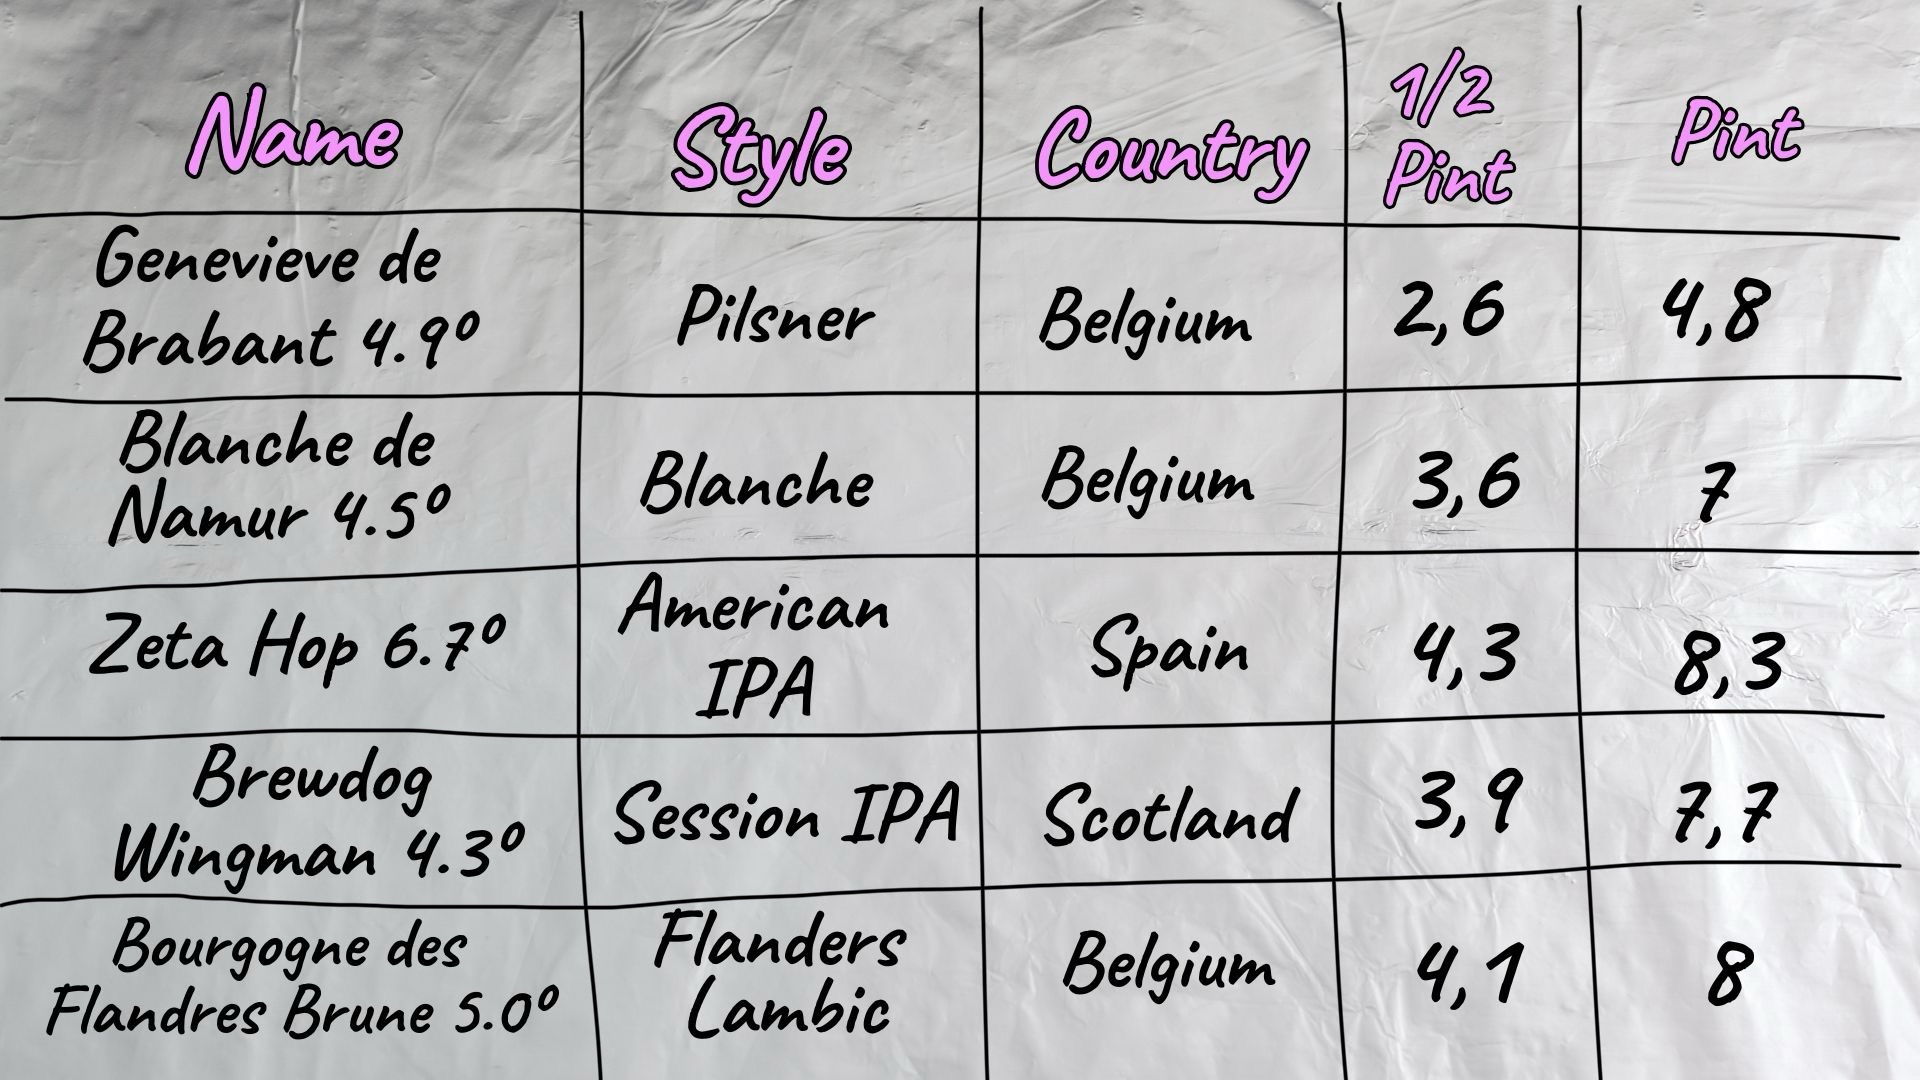 Name Style Country 1/2 Pint Pint
Genevieve de
Brabant 4.9º Pilsner Belgium 2,6 4,8
Blanche de
Namur 4.5º Blanche Belgium 3,6 7
Zeta Hop 6.7º American IPA Spain 4,3 8,3
Brewdog
Wingman 4.3º Session IPA Scotland 3,9 7,7
Bourgogne des
Flandres Brune 5.0º Flanders Lambic Belgium 4,1 8